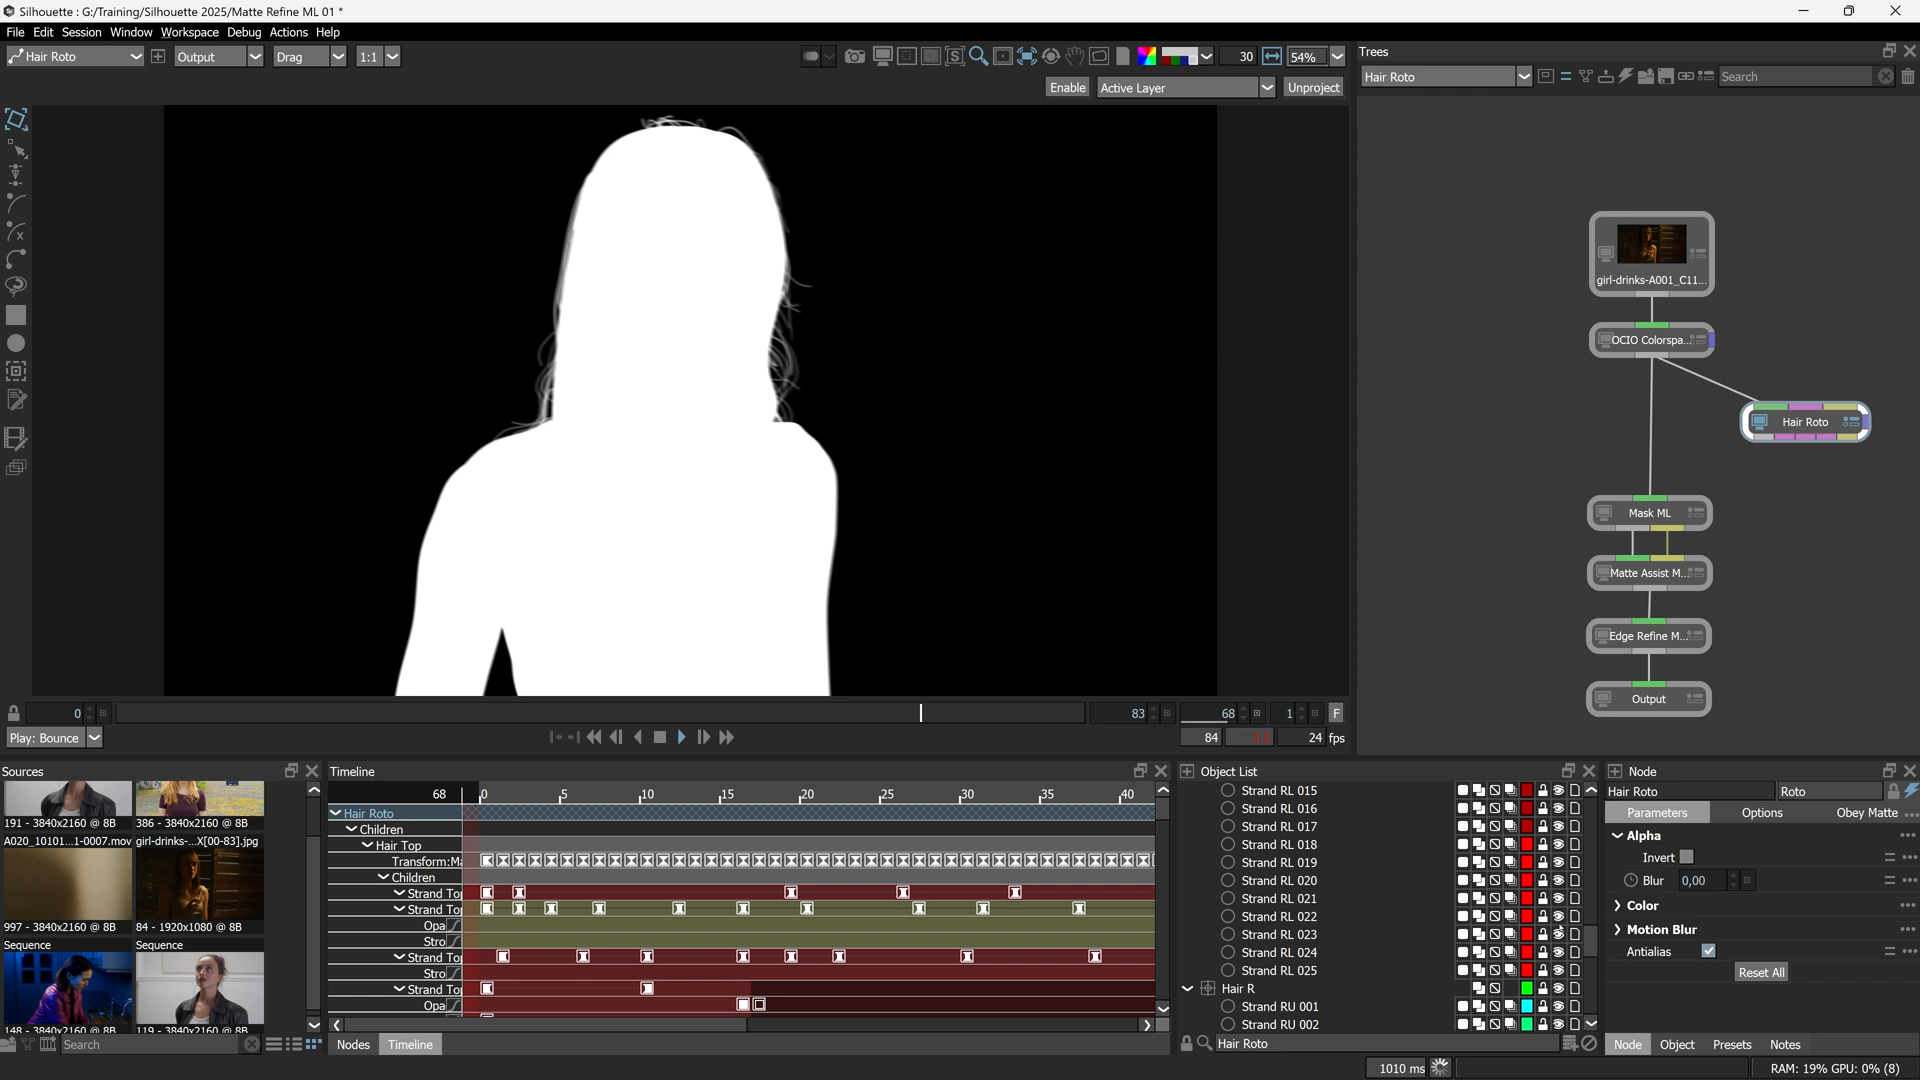 Silhouette : G:/Training/Silhouette 2025/Matte Refine ML 01 *
File Edit Session Window Workspace Debug Actions Help
Hair Roto Output Drag 1:1 30 54%
Enable Active Layer Unproject
Trees
Hair Roto Search
girl-drinks-A001_C11...
OCIO Colorspa...
Hair Roto
Mask ML
Matte Assist M...
Edge Refine M...
Output
0 83 68 1 F
Play: Bounce 84 24 fps
Sources
191 - 3840x2160 @ 8B 386 - 3840x2160 @ 8B
A020_10101...1-0007.mov girl-drinks-...X[00-83].jpg
997 - 3840x2160 @ 8B 84 - 1920x1080 @ 8B
Sequence Sequence
148 - 3840x2160 @ 8B 119 - 3840x2160 @ 8B
Search
Timeline
68 0 5 10 15 20 25 30 35 40
Hair Roto
Children
Hair Top
Transform:Ma
Children
Strand To
Strand To
Opa
Stro
Strand To
Stro
Strand To
Opa
Nodes Timeline
Object List
Strand RL 015
Strand RL 016
Strand RL 017
Strand RL 018
Strand RL 019
Strand RL 020
Strand RL 021
Strand RL 022
Strand RL 023
Strand RL 024
Strand RL 025
Hair R
Strand RU 001
Strand RU 002
Hair Roto
Node
Hair Roto Roto
Parameters Options Obey Matte
Alpha
Invert
Blur 0,00
Color
Motion Blur
Antialias
Reset All
Node Object Presets Notes
1010 ms RAM: 19% GPU: 0% (8)